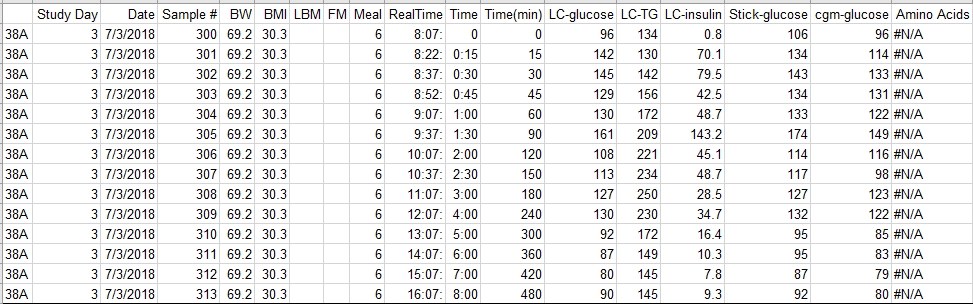 Study Day Date Sample # BW BMI LBM FM Meal RealTime Time Time(min) LC-glucose LC-TG LC-insulin Stick-glucose cgm-glucose Amino Acids
38A 3 7/3/2018 300 69.2 30.3 6 8:07: 0 0 96 134 0.8 106 96 #N/A
38A 3 7/3/2018 301 69.2 30.3 6 8:22: 0:15 15 142 130 70.1 134 114 #N/A
38A 3 7/3/2018 302 69.2 30.3 6 8:37: 0:30 30 145 142 79.5 143 133 #N/A
38A 3 7/3/2018 303 69.2 30.3 6 8:52: 0:45 45 129 156 42.5 134 131 #N/A
38A 3 7/3/2018 304 69.2 30.3 6 9:07: 1:00 60 130 172 48.7 133 122 #N/A
38A 3 7/3/2018 305 69.2 30.3 6 9:37: 1:30 90 161 209 143.2 174 149 #N/A
38A 3 7/3/2018 306 69.2 30.3 6 10:07: 2:00 120 108 221 45.1 114 116 #N/A
38A 3 7/3/2018 307 69.2 30.3 6 10:37: 2:30 150 113 234 48.7 117 98 #N/A
38A 3 7/3/2018 308 69.2 30.3 6 11:07: 3:00 180 127 250 28.5 127 123 #N/A
38A 3 7/3/2018 309 69.2 30.3 6 12:07: 4:00 240 130 230 34.7 132 122 #N/A
38A 3 7/3/2018 310 69.2 30.3 6 13:07: 5:00 300 92 172 16.4 95 85 #N/A
38A 3 7/3/2018 311 69.2 30.3 6 14:07: 6:00 360 87 149 10.3 95 83 #N/A
38A 3 7/3/2018 312 69.2 30.3 6 15:07: 7:00 420 80 145 7.8 87 79 #N/A
38A 3 7/3/2018 313 69.2 30.3 6 16:07: 8:00 480 90 145 9.3 92 80 #N/A